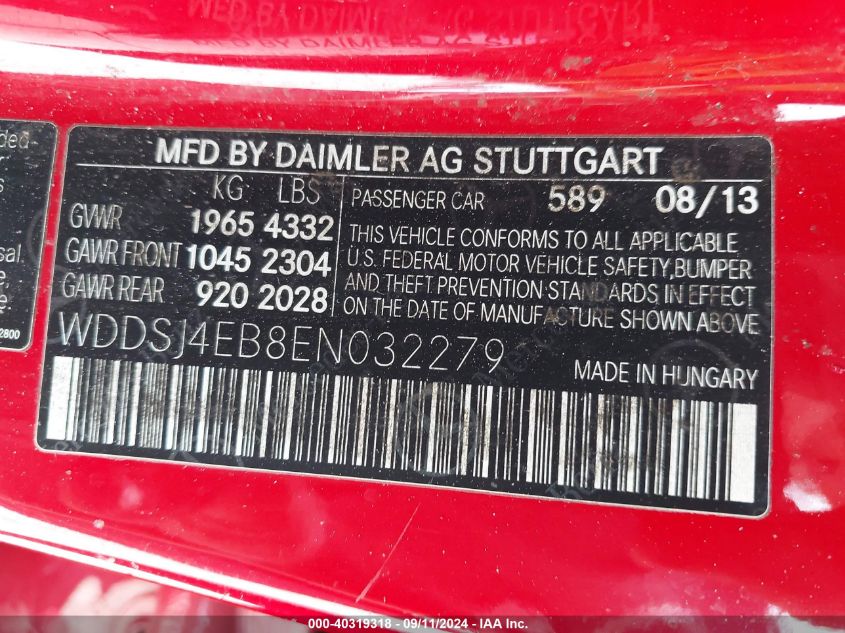 MFD BY DAIMLER AG STUTTGART
KG LBS
GVWR 1965 4332
GAWR FRONT 1045 2304
GAWR REAR 920 2028
PASSENGER CAR 589 08/13
THIS VEHICLE CONFORMS TO ALL APPLICABLE
U.S. FEDERAL MOTOR VEHICLE SAFETY,BUMPER
AND THEFT PREVENTION STANDARDS IN EFFECT
ON THE DATE OF MANUFACTURE SHOWN ABOVE.
WDDSJ4EB8EN032279
MADE IN HUNGARY
2800
000-40319318 - 09/11/2024 - IAA Inc.